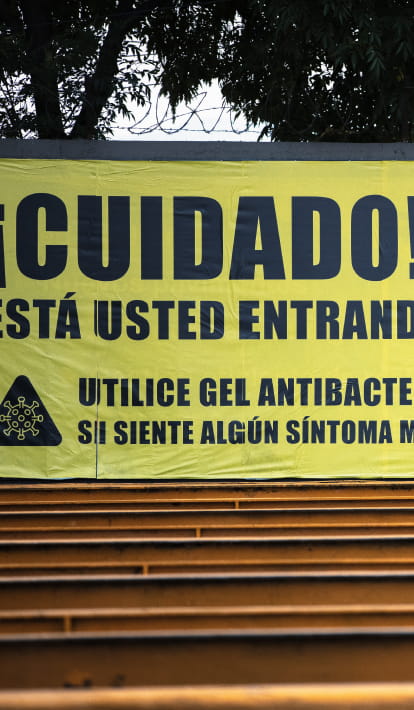 ¡CUIDADO!
ESTÁ USTED ENTRAND
UTILICE GEL ANTIBACTE
SI SIENTE ALGÚN SÍNTOMA M